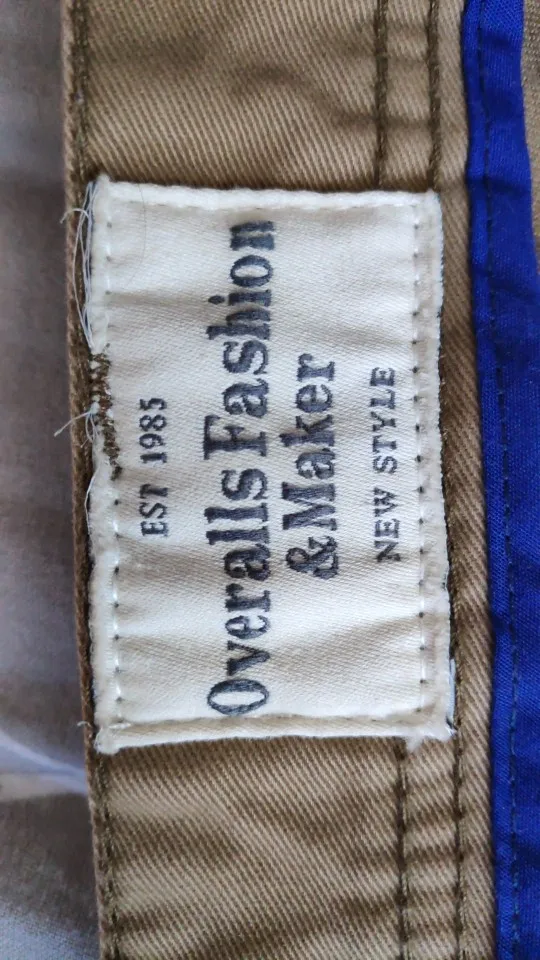 EST 1985
Overalls Fashion
& Maker
NEW STYLE